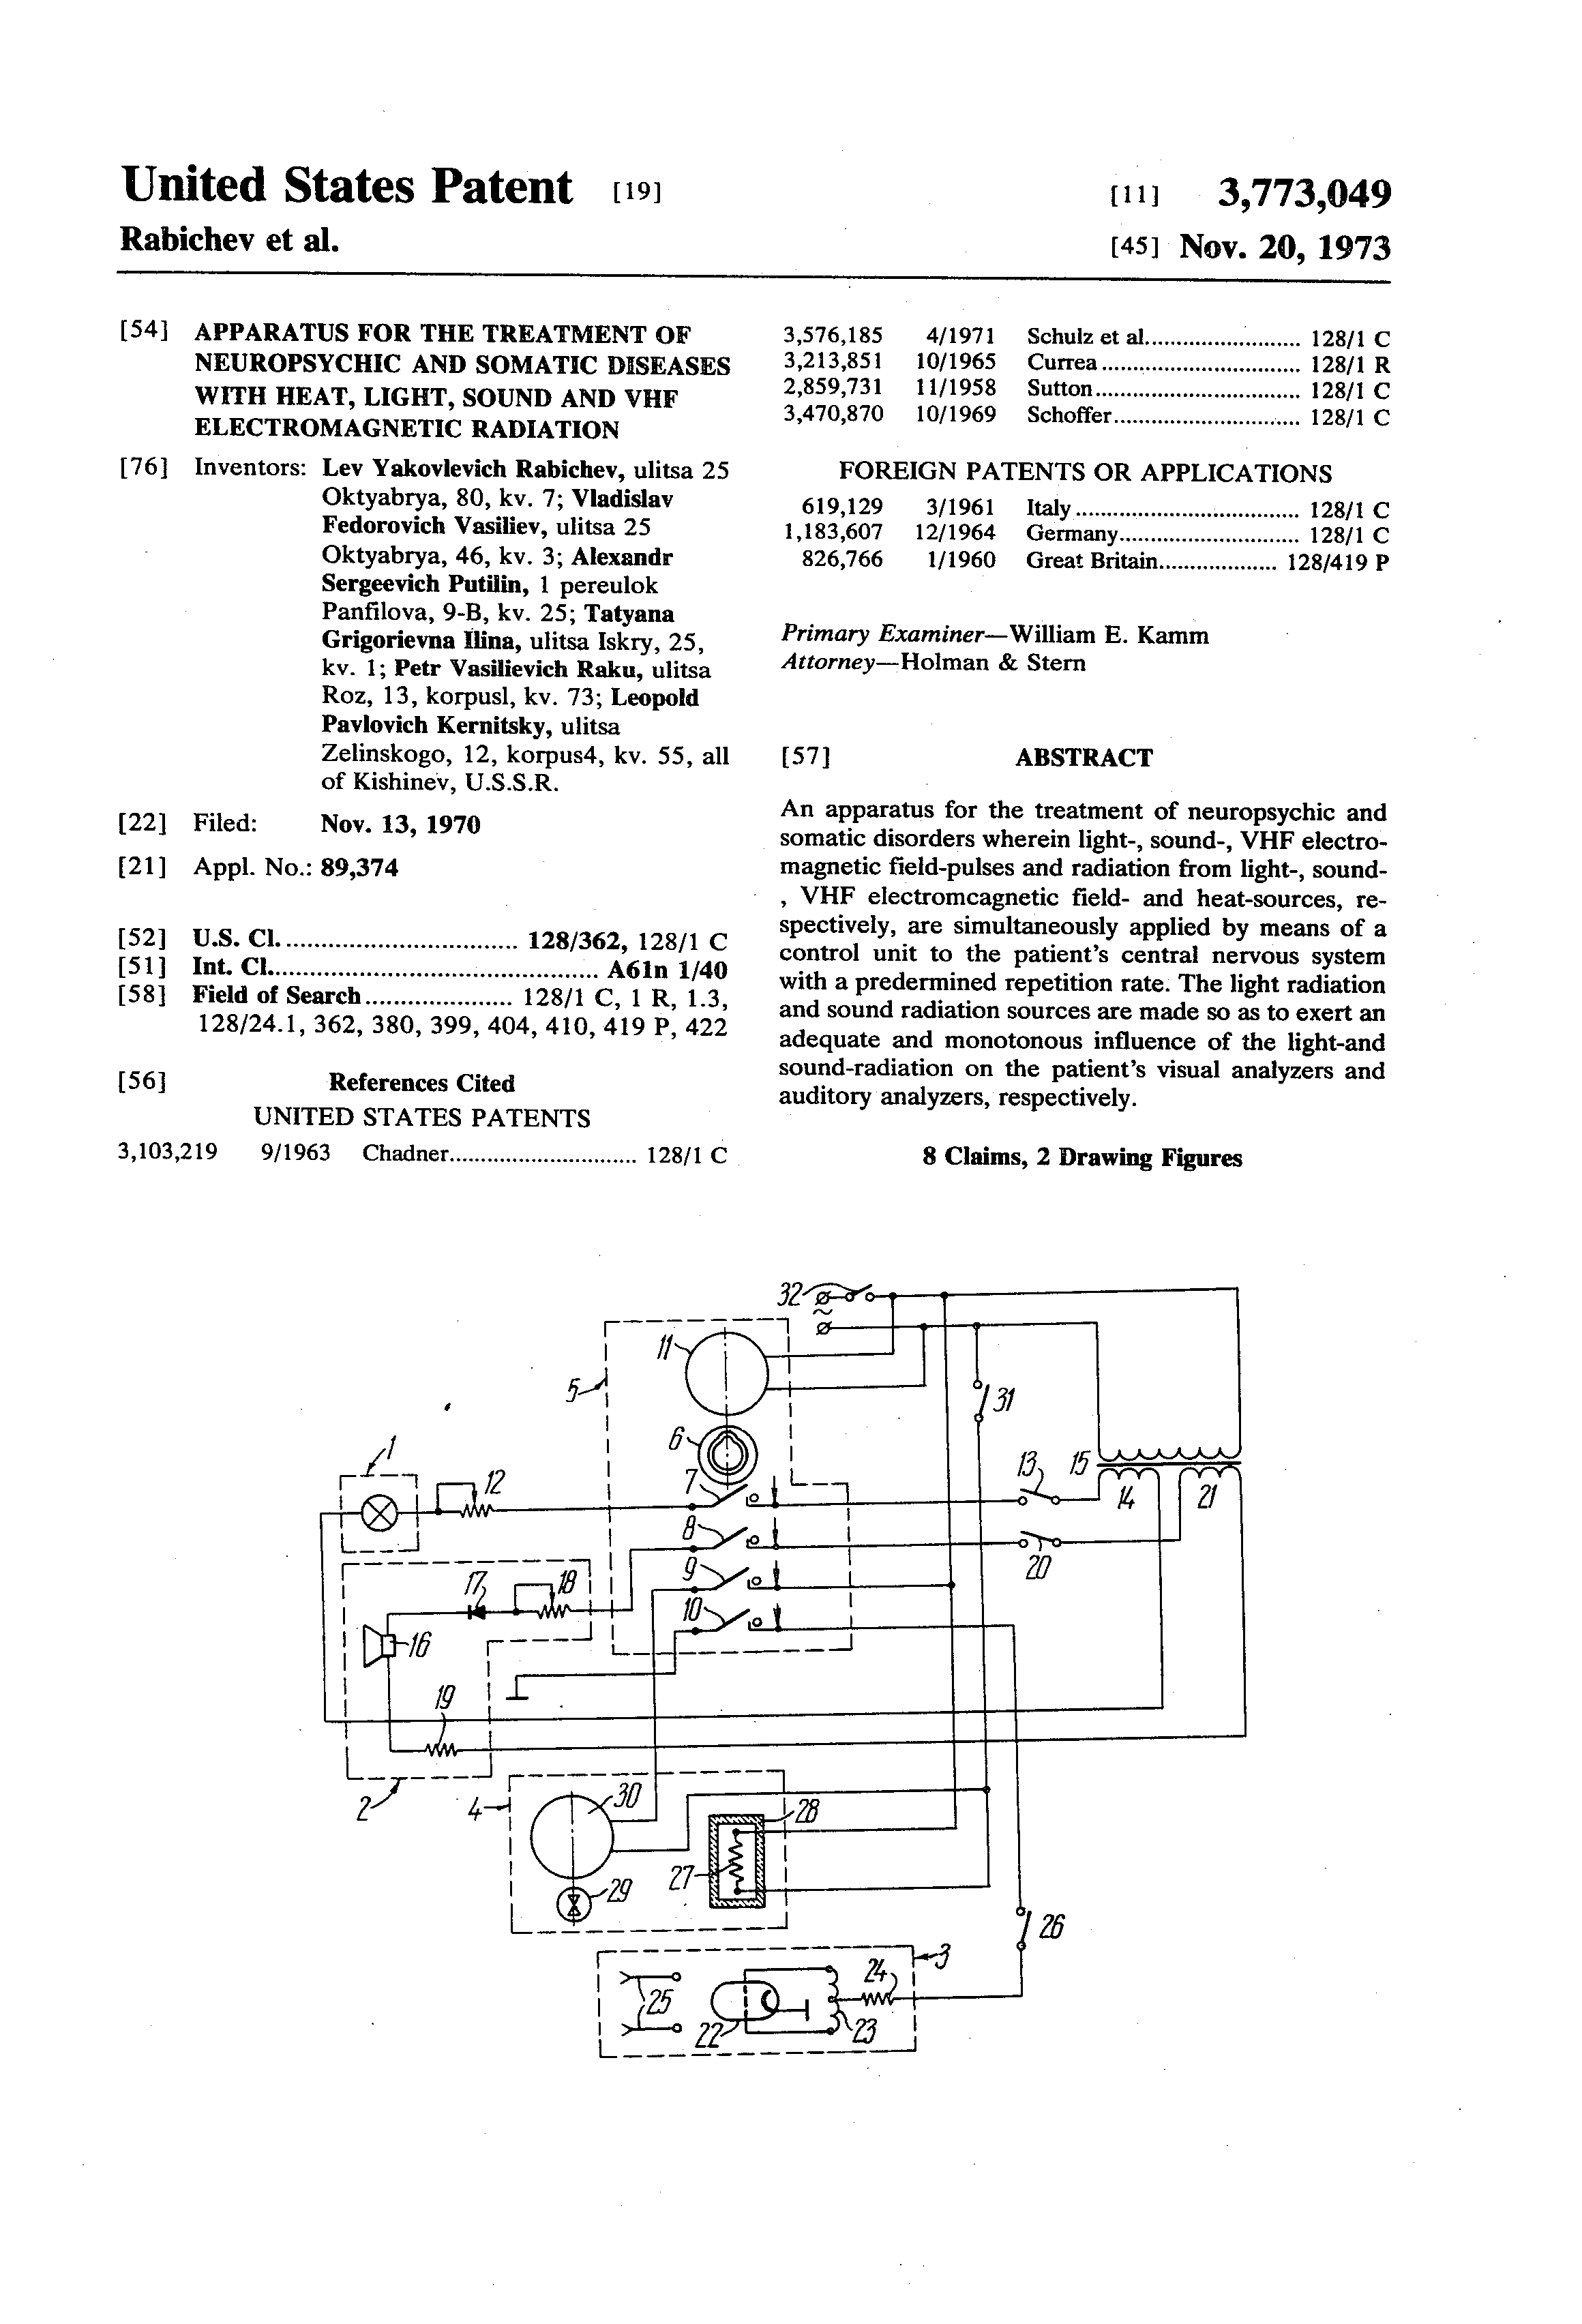 United States Patent [19]
[11] 3,773,049
Rabichev et al.
[45] Nov. 20, 1973
[54] APPARATUS FOR THE TREATMENT OF
NEUROPSYCHIC AND SOMATIC DISEASES
WITH HEAT, LIGHT, SOUND AND VHF
ELECTROMAGNETIC RADIATION
[76] Inventors: Lev Yakovlevich Rabichev, ulitsa 25
Oktyabrya, 80, kv. 7; Vladislav
Fedorovich Vasiliev, ulitsa 25
Oktyabrya, 46, kv. 3; Alexandr
Sergeevich Putilin, 1 pereulok
Panfilova, 9-B, kv. 25; Tatyana
Grigorievna Ilina, ulitsa Iskry, 25,
kv. 1; Petr Vasilievich Raku, ulitsa
Roz, 13, korpusl, kv. 73; Leopold
Pavlovich Kernitsky, ulitsa
Zelinskogo, 12, korpus4, kv. 55, all
of Kishinev, U.S.S.R.
[22] Filed: Nov. 13, 1970
[21] Appl. No.: 89,374
[52] U.S. Cl. ................................ 128/362, 128/1 C
[51] Int. Cl. ............................................. A61n 1/40
[58] Field of Search ..................... 128/1 C, 1 R, 1.3,
128/24.1, 362, 380, 399, 404, 410, 419 P, 422
[56] References Cited
UNITED STATES PATENTS
3,103,219 9/1963 Chadner ............................. 128/1 C
3,576,185 4/1971 Schulz et al. ........................ 128/1 C
3,213,851 10/1965 Currea ............................... 128/1 R
2,859,731 11/1958 Sutton ................................ 128/1 C
3,470,870 10/1969 Schoffer ............................. 128/1 C
FOREIGN PATENTS OR APPLICATIONS
619,129 3/1961 Italy ................................... 128/1 C
1,183,607 12/1964 Germany ............................ 128/1 C
826,766 1/1960 Great Britain ................... 128/419 P
Primary Examiner—William E. Kamm
Attorney—Holman & Stern
[57] ABSTRACT
An apparatus for the treatment of neuropsychic and
somatic disorders wherein light-, sound-, VHF electro-
magnetic field-pulses and radiation from light-, sound-
, VHF electromcagnetic field- and heat-sources, re-
spectively, are simultaneously applied by means of a
control unit to the patient's central nervous system
with a predermined repetition rate. The light radiation
and sound radiation sources are made so as to exert an
adequate and monotonous influence of the light-and
sound-radiation on the patient's visual analyzers and
auditory analyzers, respectively.
8 Claims, 2 Drawing Figures
32
~
11
5
31
6
1
12
7
13
15
14
21
8
20
17
18
9
10
16
19
2
4
30
28
27
29
26
3
24
25
22
23